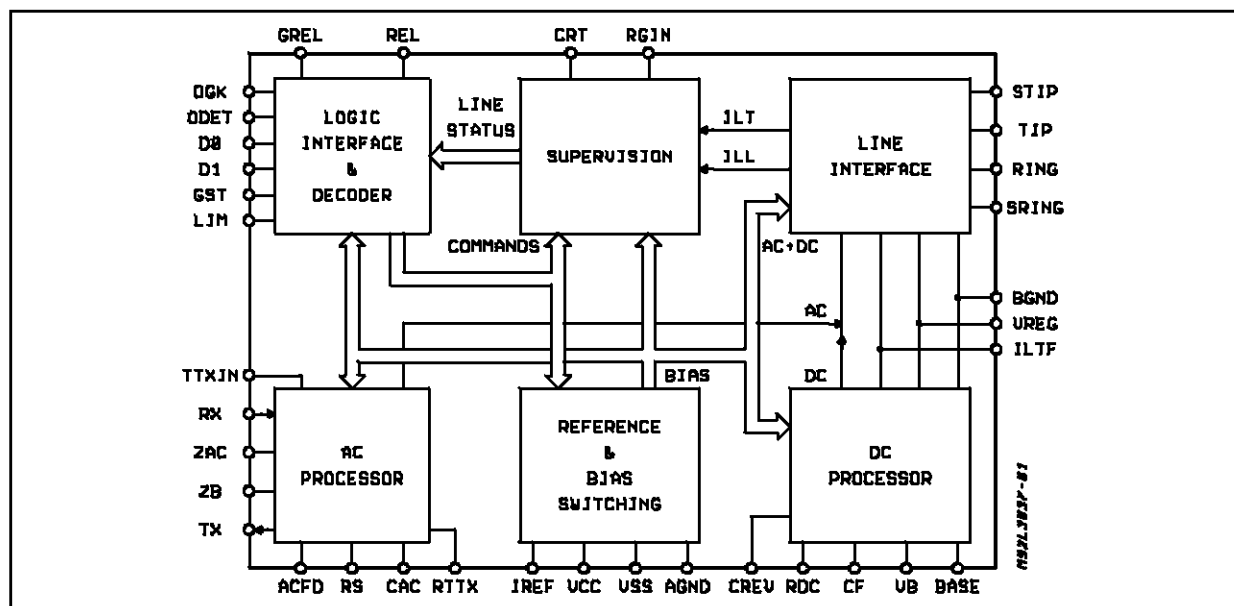 GREL REL CRT RGIN
OGK
ODET
D0
D1
GST
LIM
LOGIC
INTERFACE
&
DECODER
LINE
STATUS
SUPERVISION
ILT
ILL
LINE
INTERFACE
STIP
TIP
RING
SRING
COMMANDS
AC+DC
BGND
VREG
ILTF
AC
BIAS
DC
TTXIN
RX
ZAC
ZB
TX
AC
PROCESSOR
REFERENCE
&
BIAS
SWITCHING
DC
PROCESSOR
ACFD RS CAC RTTX IREF VCC VSS AGND CREV RDC CF VB BASE